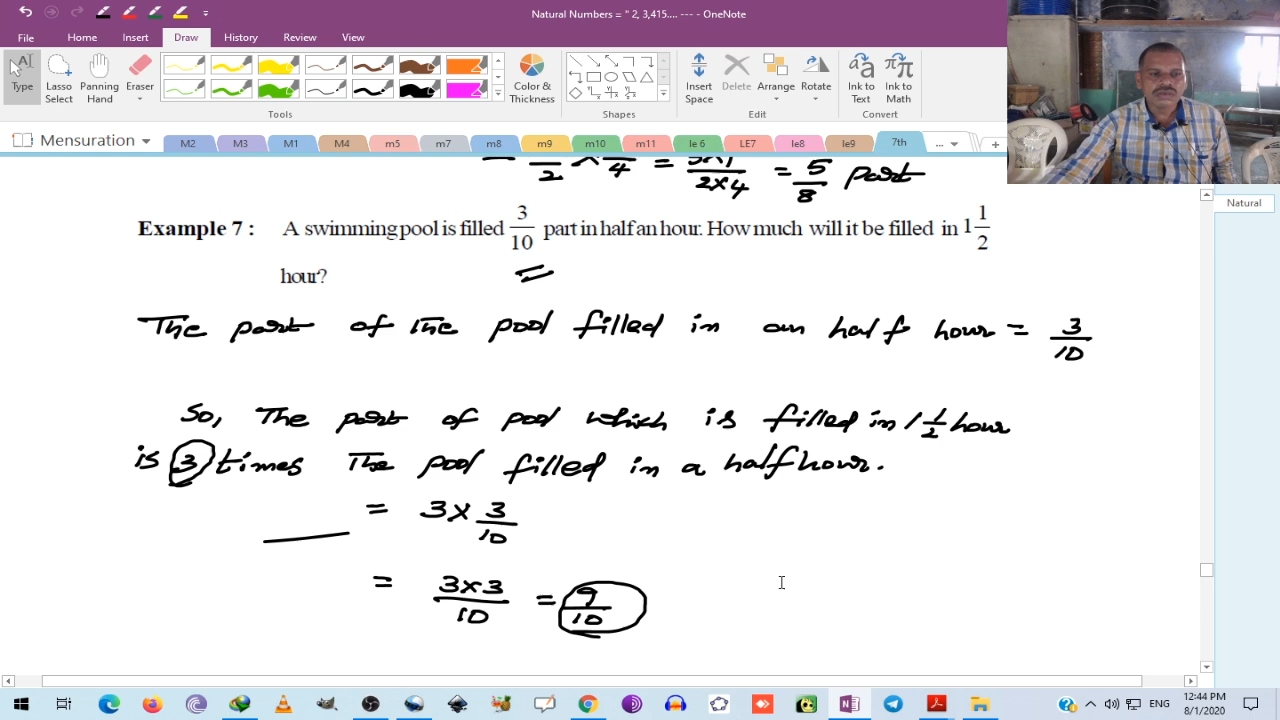 Natural Numbers = " 2, 3,415.... --- - OneNote
File Home Insert Draw History Review View
Type Lasso Select Panning Hand Eraser Color & Thickness Insert Space Delete Arrange Rotate Ink to Text Ink to Math
Tools Shapes Edit Convert
Mensuration M2 M3 M1 M4 m5 m7 m8 m9 m10 m11 le 6 LE7 le8 le9 7th ...
Natural
= 5/8 part
Example 7 : A swimming pool is filled 3/10 part in half an hour. How much will it be filled in 1 1/2
hour?
The part of the pool filled in an half hour = 3/10
So, The part of pool which is filled in 1 1/2 hour
is 3 times The pool filled in a half hour.
= 3 × 3/10
= 3×3/10 = 9/10
ENG 12:44 PM
8/1/2020